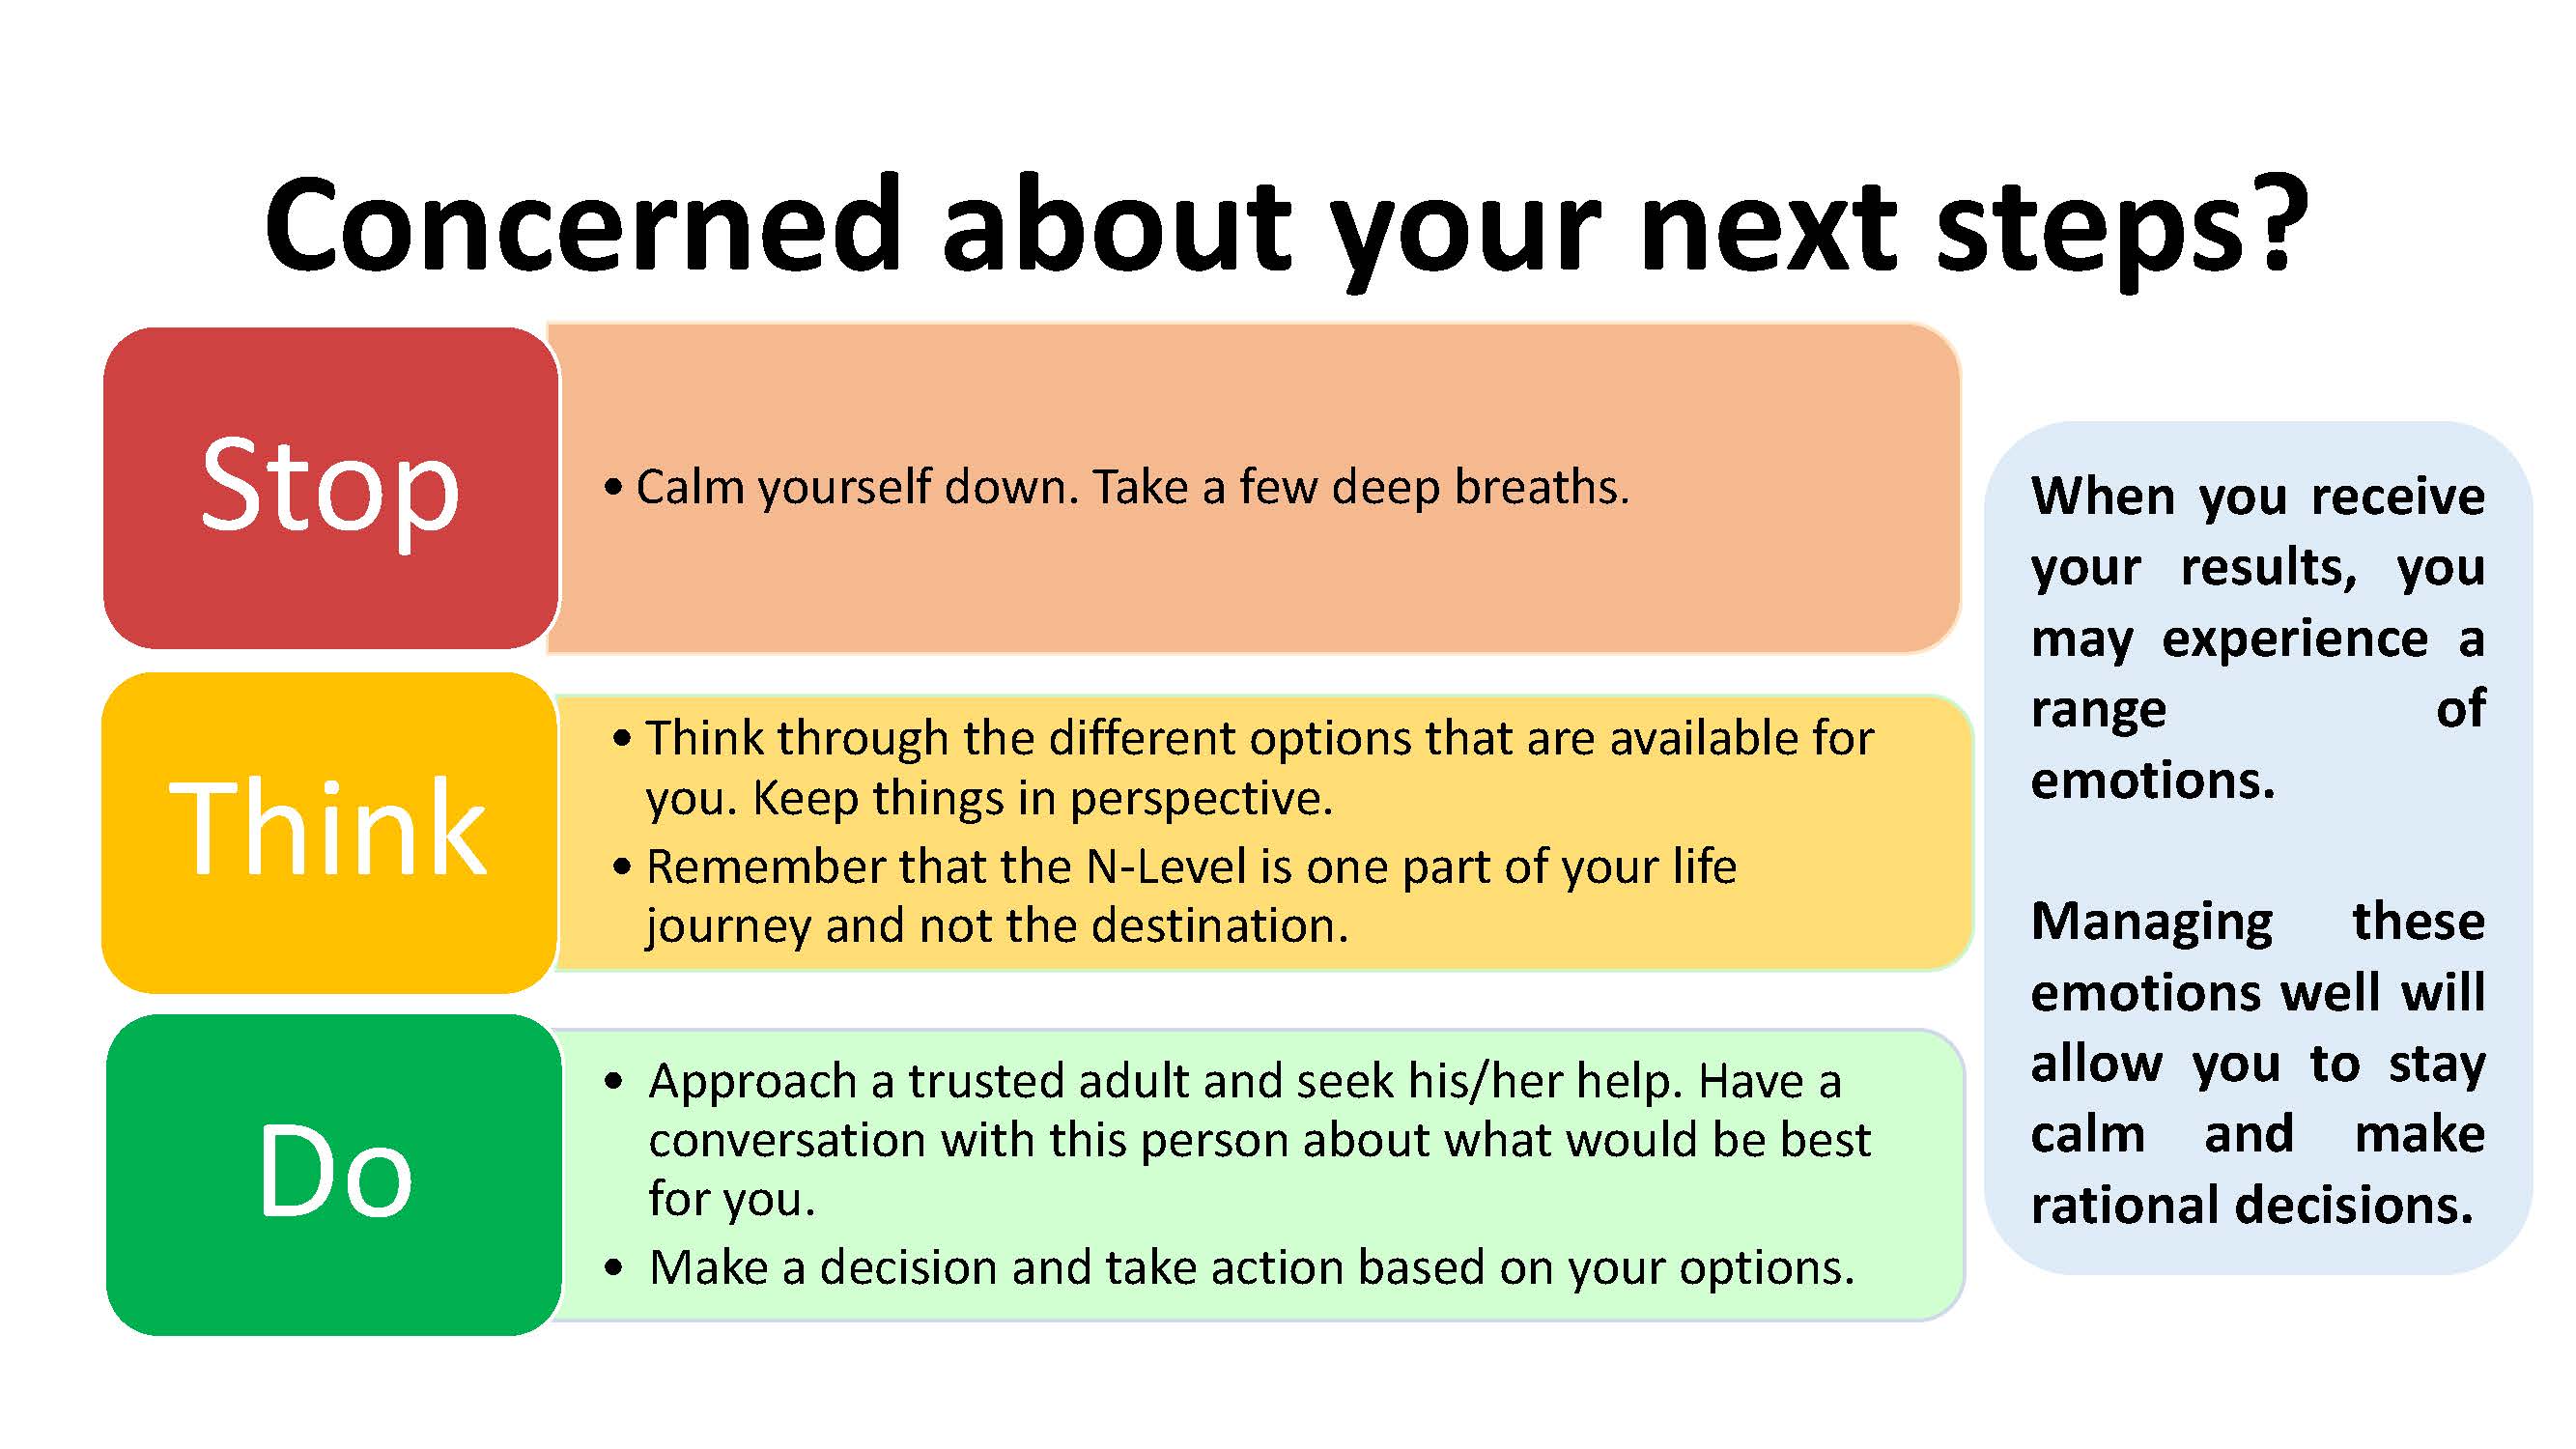 Concerned about your next steps?
Stop
• Calm yourself down. Take a few deep breaths.
Think
• Think through the different options that are available for
you. Keep things in perspective.
• Remember that the N-Level is one part of your life
journey and not the destination.
Do
• Approach a trusted adult and seek his/her help. Have a
conversation with this person about what would be best
for you.
• Make a decision and take action based on your options.
When you receive
your results, you
may experience a
range of
emotions.
Managing these
emotions well will
allow you to stay
calm and make
rational decisions.